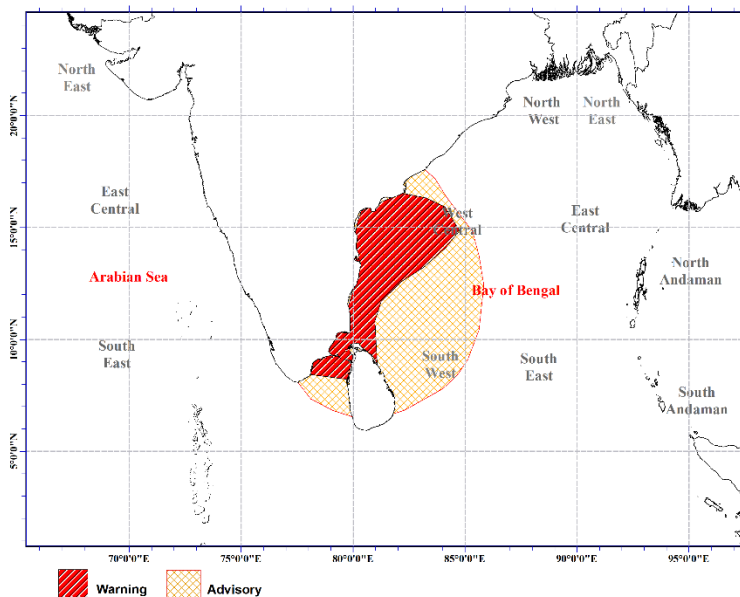 North
East
North
West
North
East
20°0'0"N
East
Central
West
Central
East
Central
15°0'0"N
Arabian Sea
Bay of Bengal
North
Andaman
10°0'0"N
South
East
South
West
South
East
South
Andaman
5°0'0"N
70°0'0"E
75°0'0"E
80°0'0"E
85°0'0"E
90°0'0"E
95°0'0"E
Warning
Advisory